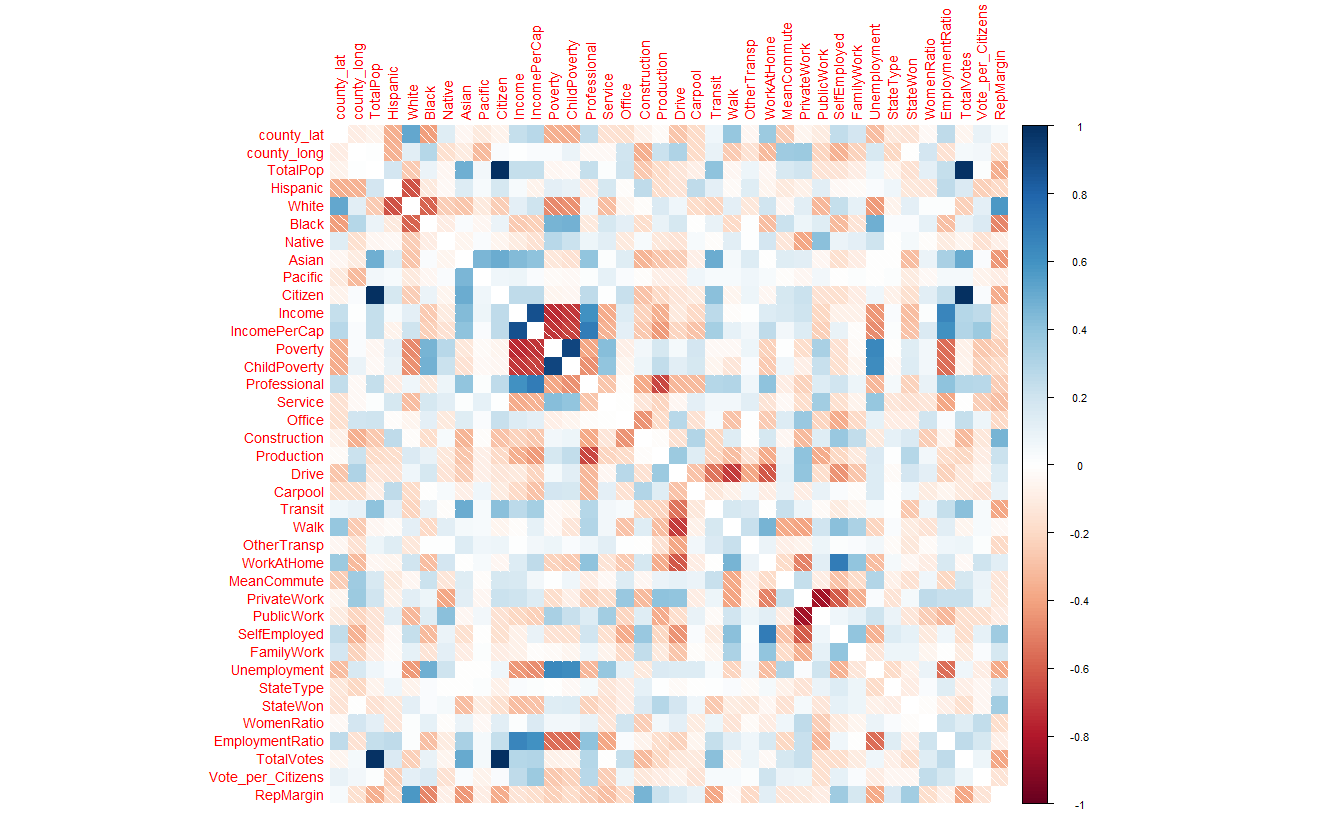 county_lat
county_long
TotalPop
Hispanic
White
Black
Native
Asian
Pacific
Citizen
Income
IncomePerCap
Poverty
ChildPoverty
Professional
Service
Office
Construction
Production
Drive
Carpool
Transit
Walk
OtherTransp
WorkAtHome
MeanCommute
PrivateWork
PublicWork
SelfEmployed
FamilyWork
Unemployment
StateType
StateWon
WomenRatio
EmploymentRatio
TotalVotes
Vote_per_Citizens
RepMargin
county_lat
county_long
TotalPop
Hispanic
White
Black
Native
Asian
Pacific
Citizen
Income
IncomePerCap
Poverty
ChildPoverty
Professional
Service
Office
Construction
Production
Drive
Carpool
Transit
Walk
OtherTransp
WorkAtHome
MeanCommute
PrivateWork
PublicWork
SelfEmployed
FamilyWork
Unemployment
StateType
StateWon
WomenRatio
EmploymentRatio
TotalVotes
Vote_per_Citizens
RepMargin
1
0.8
0.6
0.4
0.2
0
-0.2
-0.4
-0.6
-0.8
-1